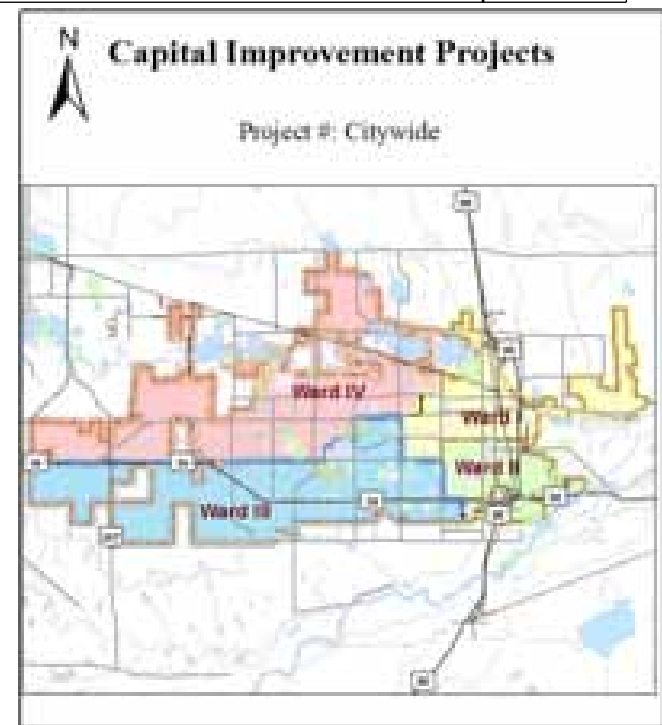 N
Capital Improvement Projects
Project #: Citywide
Ward IV
Ward I
Ward II
Ward III